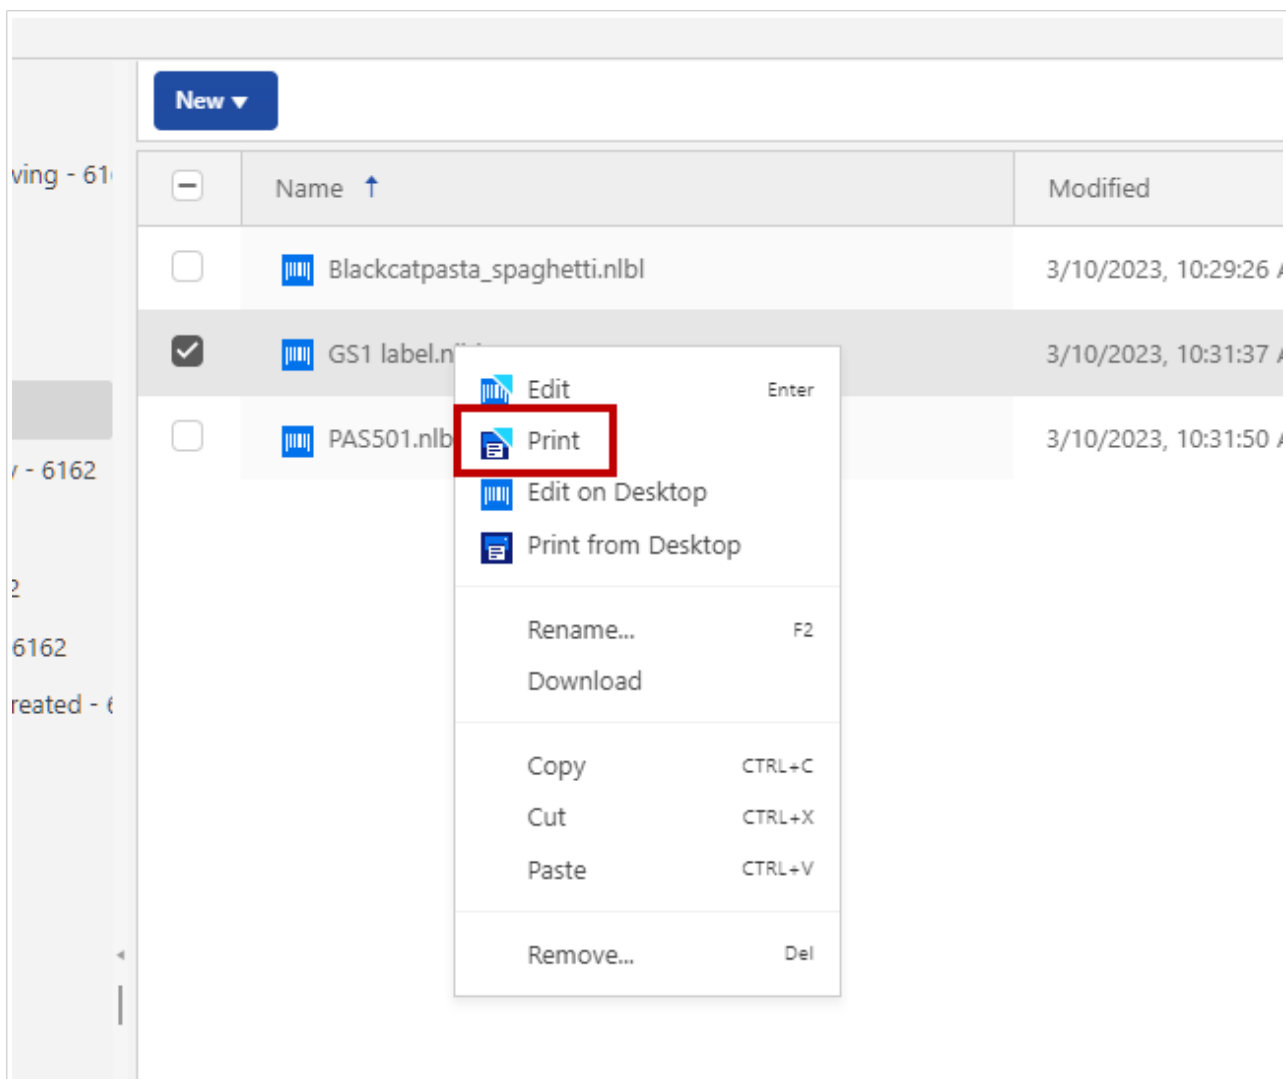 New
ving - 61
Name Modified
Blackcatpasta_spaghetti.nlbl 3/10/2023, 10:29:26
GS1 label.n 3/10/2023, 10:31:37
Edit Enter
PAS501.nlb Print 3/10/2023, 10:31:50
y - 6162
Edit on Desktop
Print from Desktop
2
Rename... F2
6162
Download
reated - 6
Copy CTRL+C
Cut CTRL+X
Paste CTRL+V
Remove... Del